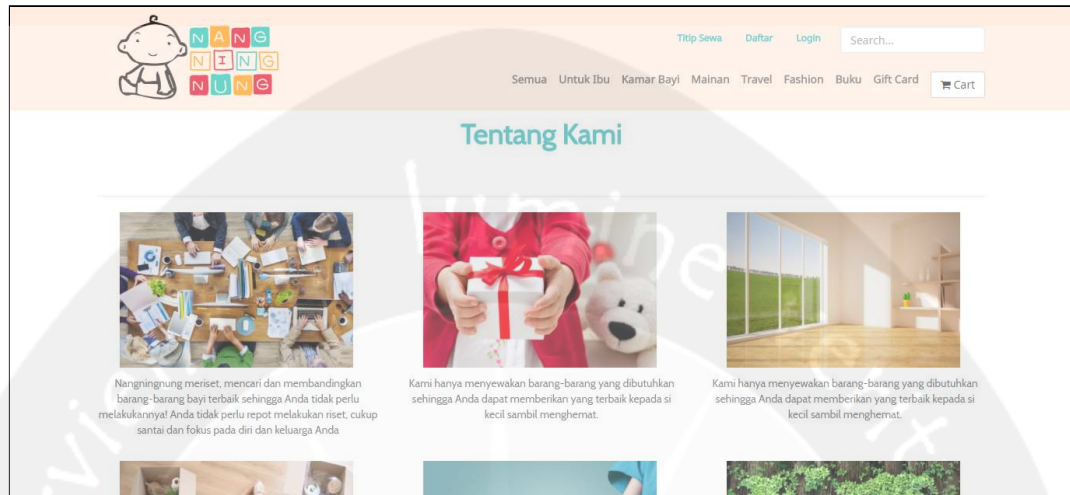 NANG
NING
NUNG
Titip Sewa Daftar Login Search...
Semua Untuk Ibu Kamar Bayi Mainan Travel Fashion Buku Gift Card Cart
Tentang Kami
Nangningnung meriset, mencari dan membandingkan
barang-barang bayi terbaik sehingga Anda tidak perlu
melakukannya! Anda tidak perlu repot melakukan riset, cukup
santai dan fokus pada diri dan keluarga Anda
Kami hanya menyewakan barang-barang yang dibutuhkan
sehingga Anda dapat memberikan yang terbaik kepada si
kecil sambil menghemat.
Kami hanya menyewakan barang-barang yang dibutuhkan
sehingga Anda dapat memberikan yang terbaik kepada si
kecil sambil menghemat.